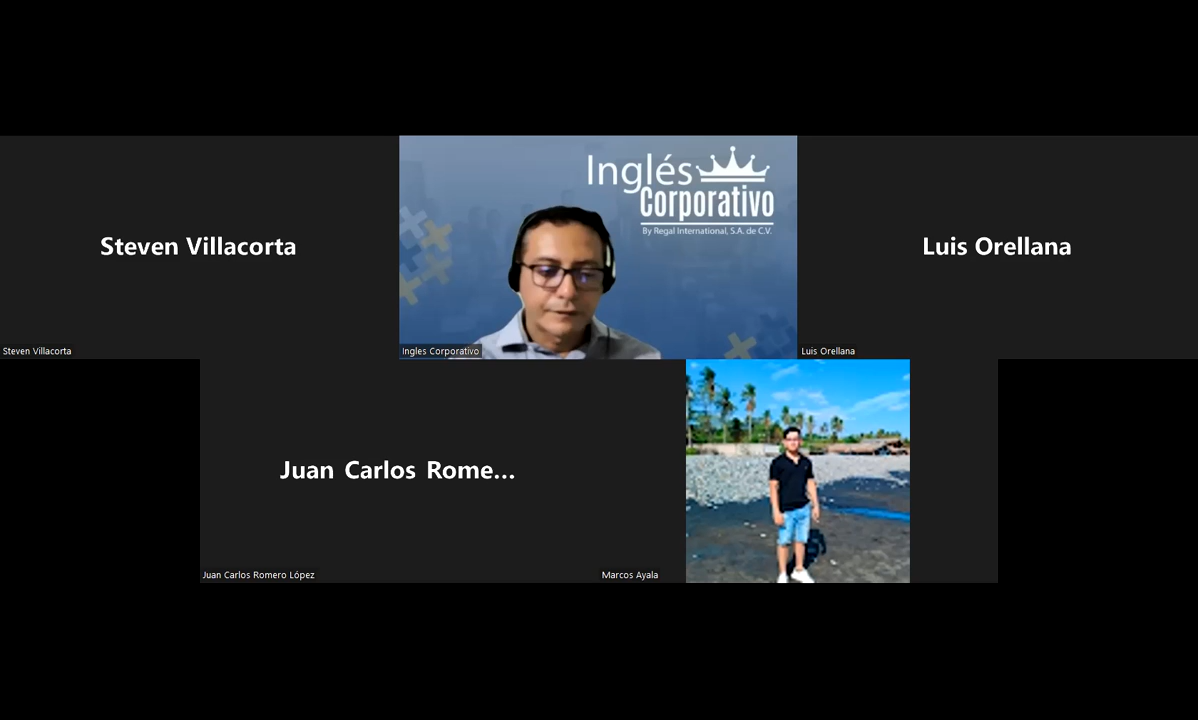 Steven Villacorta
Inglés
Corporativo
By Regal International, S.A. de C.V.
Luis Orellana
Steven Villacorta
Ingles Corporativo
Luis Orellana
Juan Carlos Rome...
Juan Carlos Romero López
Marcos Ayala